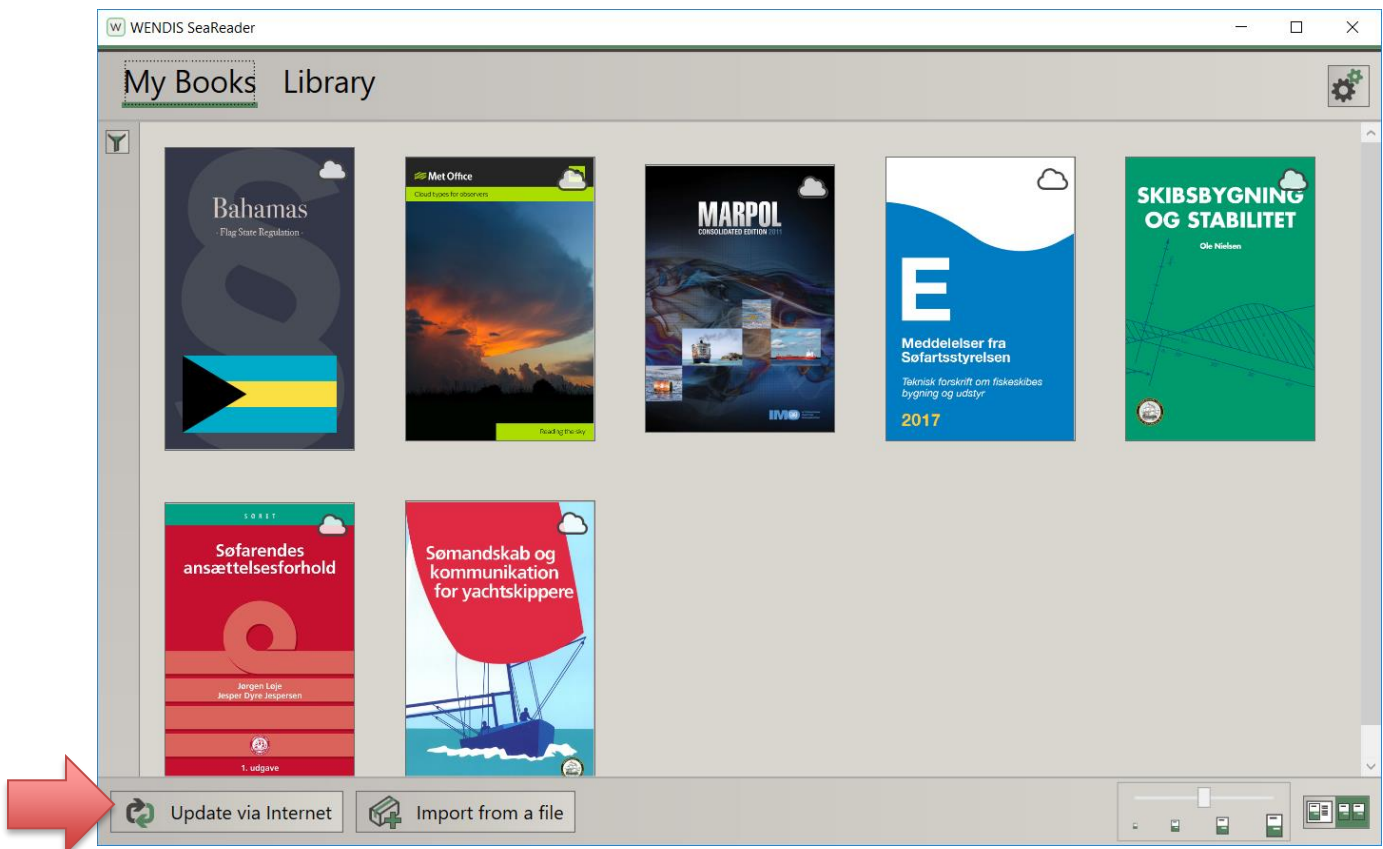 W WENDIS SeaReader
My Books Library
Bahamas
- Flag State Regulation -
Met Office
Cloud types for observers
Reading the sky
MARPOL
CONSOLIDATED EDITION 2011
IMO
E
Meddelelser fra
Søfartsstyrelsen
Teknisk forskrift om fiskeskibes
bygning og udstyr
2017
SKIBSBYGNING
OG STABILITET
Ole Nielsen
SØRET
Søfarendes
ansættelsesforhold
Jørgen Løje
Jesper Dyre Jespersen
1. udgave
Sømandskab og
kommunikation
for yachtskippere
Update via Internet Import from a file